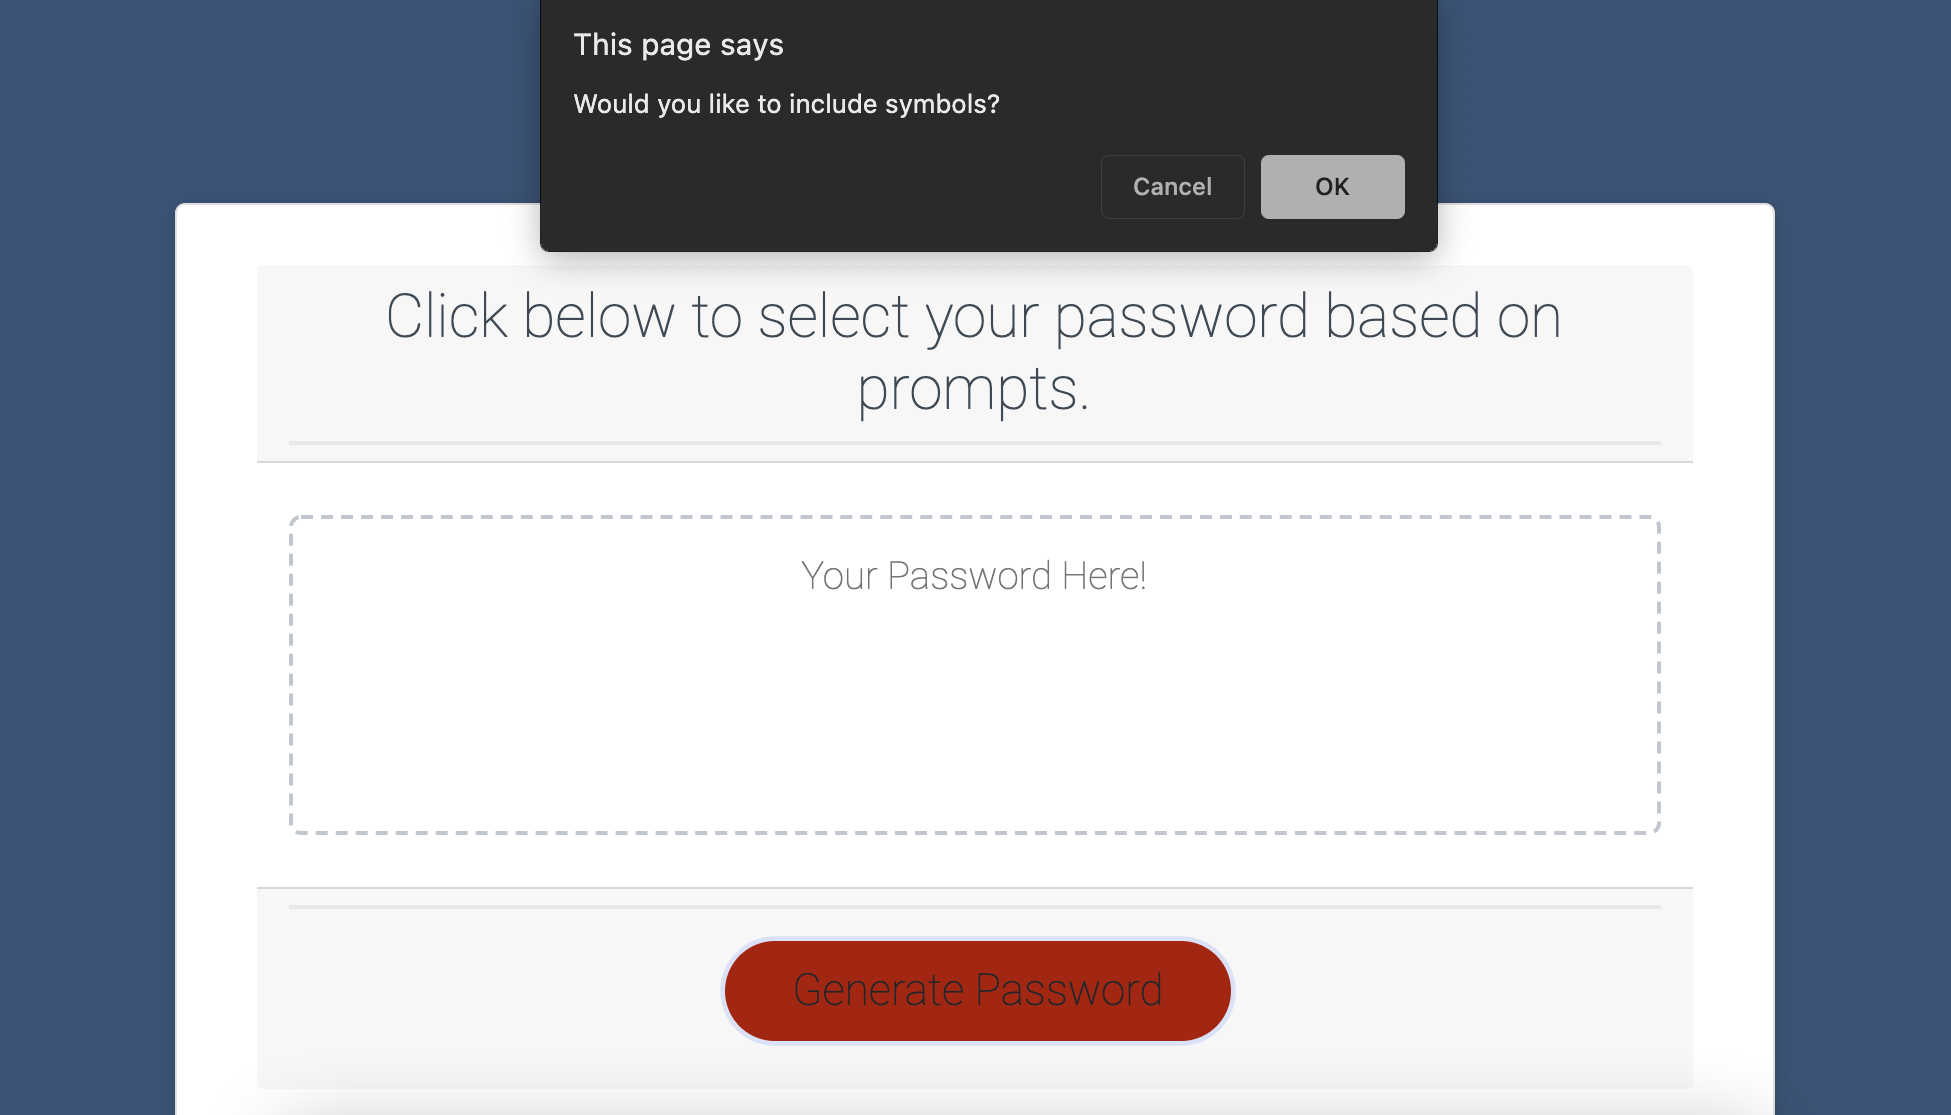 This page says
Would you like to include symbols?
Cancel OK
Click below to select your password based on
prompts.
Your Password Here!
Generate Password